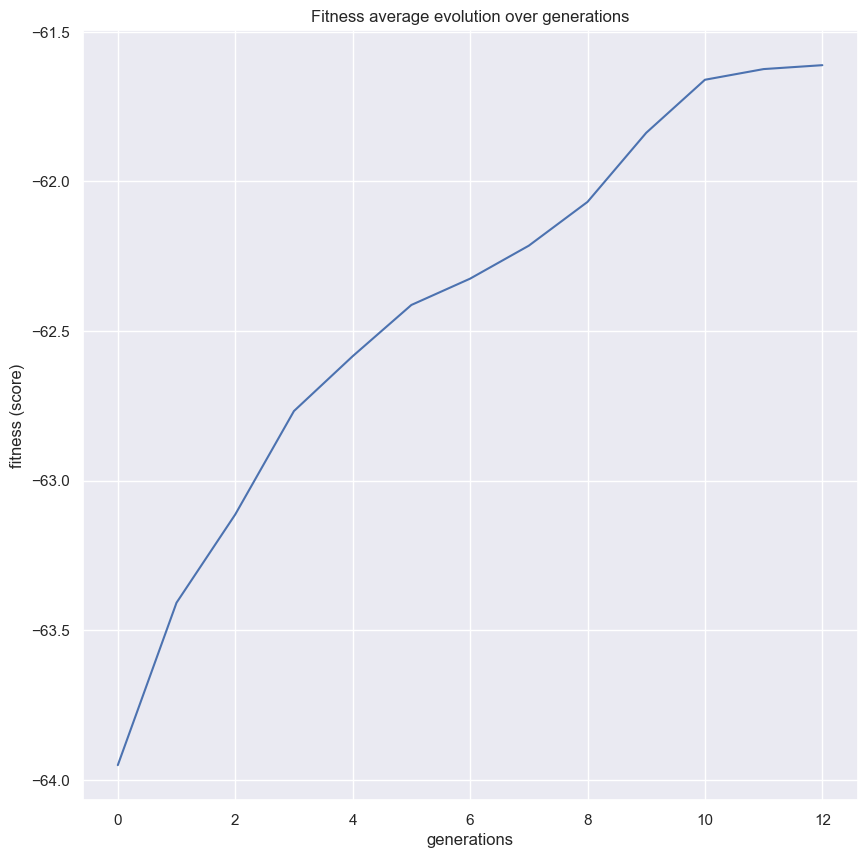 Fitness average evolution over generations
−61.5
−62.0
−62.5
−63.0
−63.5
−64.0
fitness (score)
0 2 4 6 8 10 12
generations